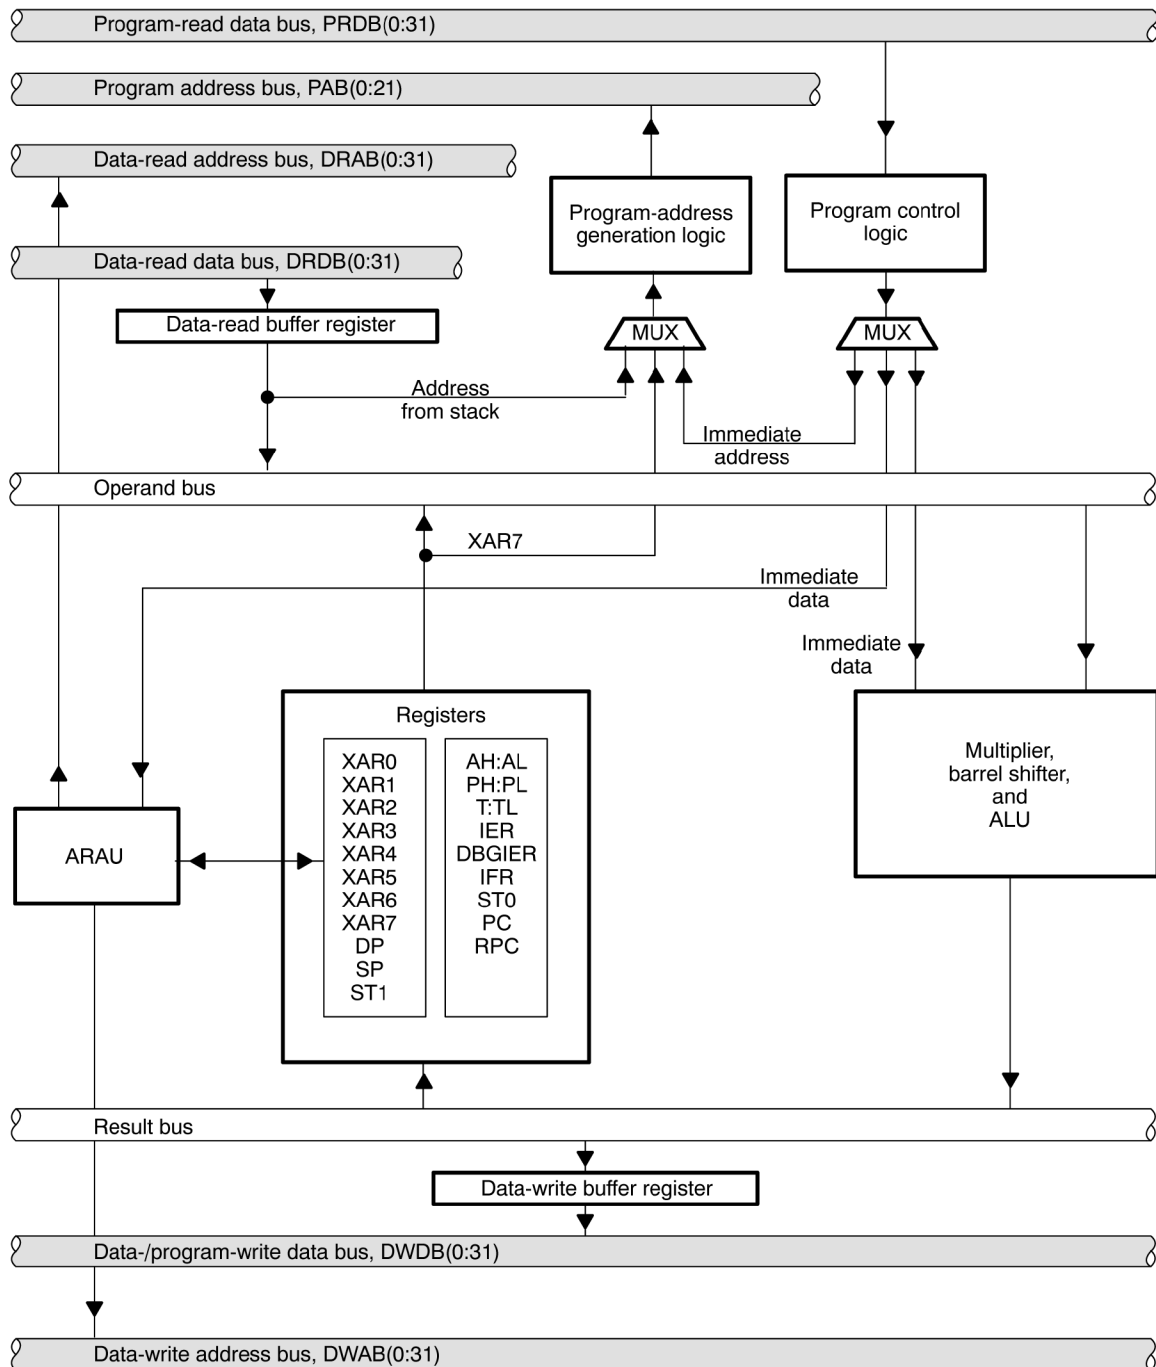 Program-read data bus, PRDB(0:31)
Program address bus, PAB(0:21)
Data-read address bus, DRAB(0:31)
Program-address
generation logic
Program control
logic
Data-read data bus, DRDB(0:31)
Data-read buffer register
MUX
MUX
Address
from stack
Immediate
address
Operand bus
XAR7
Immediate
data
Immediate
data
Registers
XAR0
XAR1
XAR2
XAR3
XAR4
XAR5
XAR6
XAR7
DP
SP
ST1
AH:AL
PH:PL
T:TL
IER
DBGIER
IFR
ST0
PC
RPC
Multiplier,
barrel shifter,
and
ALU
ARAU
Result bus
Data-write buffer register
Data-/program-write data bus, DWDB(0:31)
Data-write address bus, DWAB(0:31)